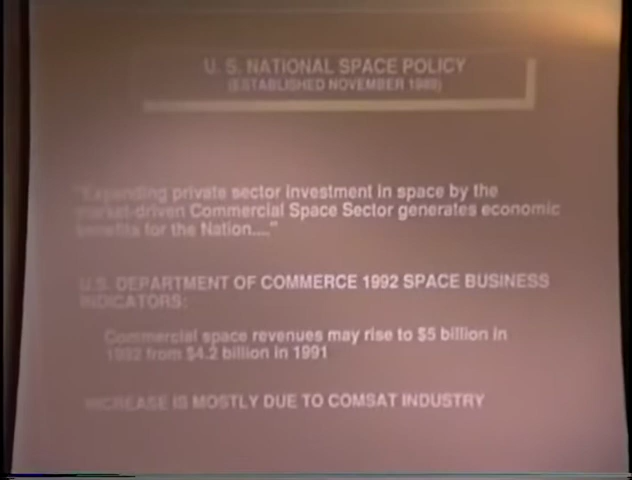 U. S. NATIONAL SPACE POLICY
(ESTABLISHED NOVEMBER 1989)
"Expanding private sector investment in space by the
market-driven Commercial Space Sector generates economic
benefits for the Nation...."
U.S. DEPARTMENT OF COMMERCE 1992 SPACE BUSINESS
INDICATORS:
Commercial space revenues may rise to $5 billion in
1992 from $4.2 billion in 1991
INCREASE IS MOSTLY DUE TO COMSAT INDUSTRY